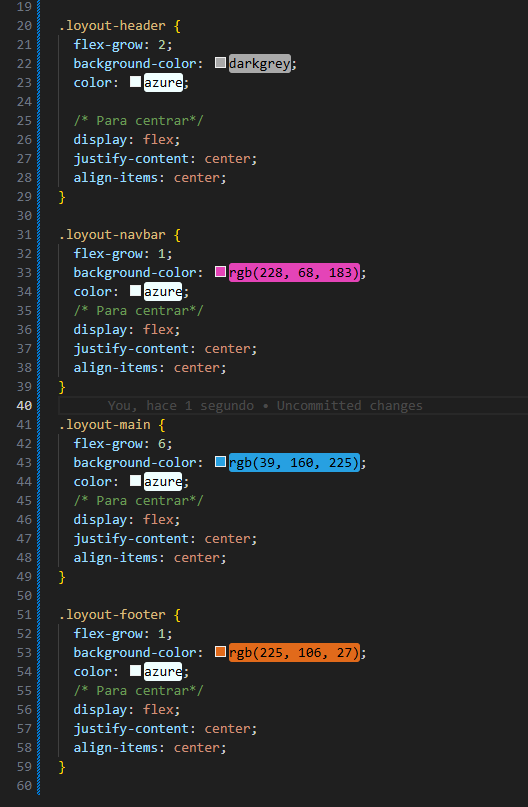 19
20 .loyout-header {
21 flex-grow: 2;
22 background-color: darkgrey;
23 color: azure;
24
25 /* Para centrar*/
26 display: flex;
27 justify-content: center;
28 align-items: center;
29 }
30
31 .loyout-navbar {
32 flex-grow: 1;
33 background-color: rgb(228, 68, 183);
34 color: azure;
35 /* Para centrar*/
36 display: flex;
37 justify-content: center;
38 align-items: center;
39 }
40 You, hace 1 segundo • Uncommitted changes
41 .loyout-main {
42 flex-grow: 6;
43 background-color: rgb(39, 160, 225);
44 color: azure;
45 /* Para centrar*/
46 display: flex;
47 justify-content: center;
48 align-items: center;
49 }
50
51 .loyout-footer {
52 flex-grow: 1;
53 background-color: rgb(225, 106, 27);
54 color: azure;
55 /* Para centrar*/
56 display: flex;
57 justify-content: center;
58 align-items: center;
59 }
60